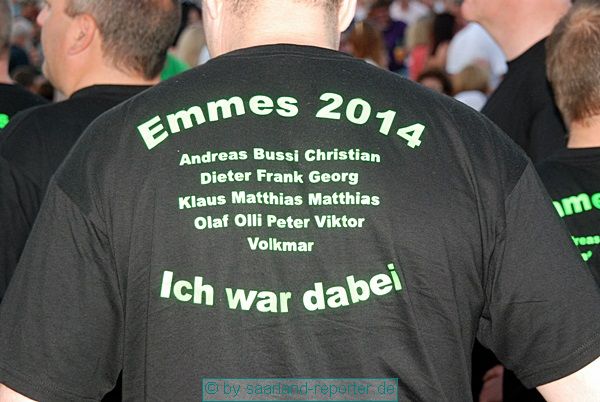 Emmes 2014
Andreas Bussi Christian
Dieter Frank Georg
Klaus Matthias Matthias
Olaf Olli Peter Viktor
Volkmar
Ich war dabei
© by saarland-reporter.de